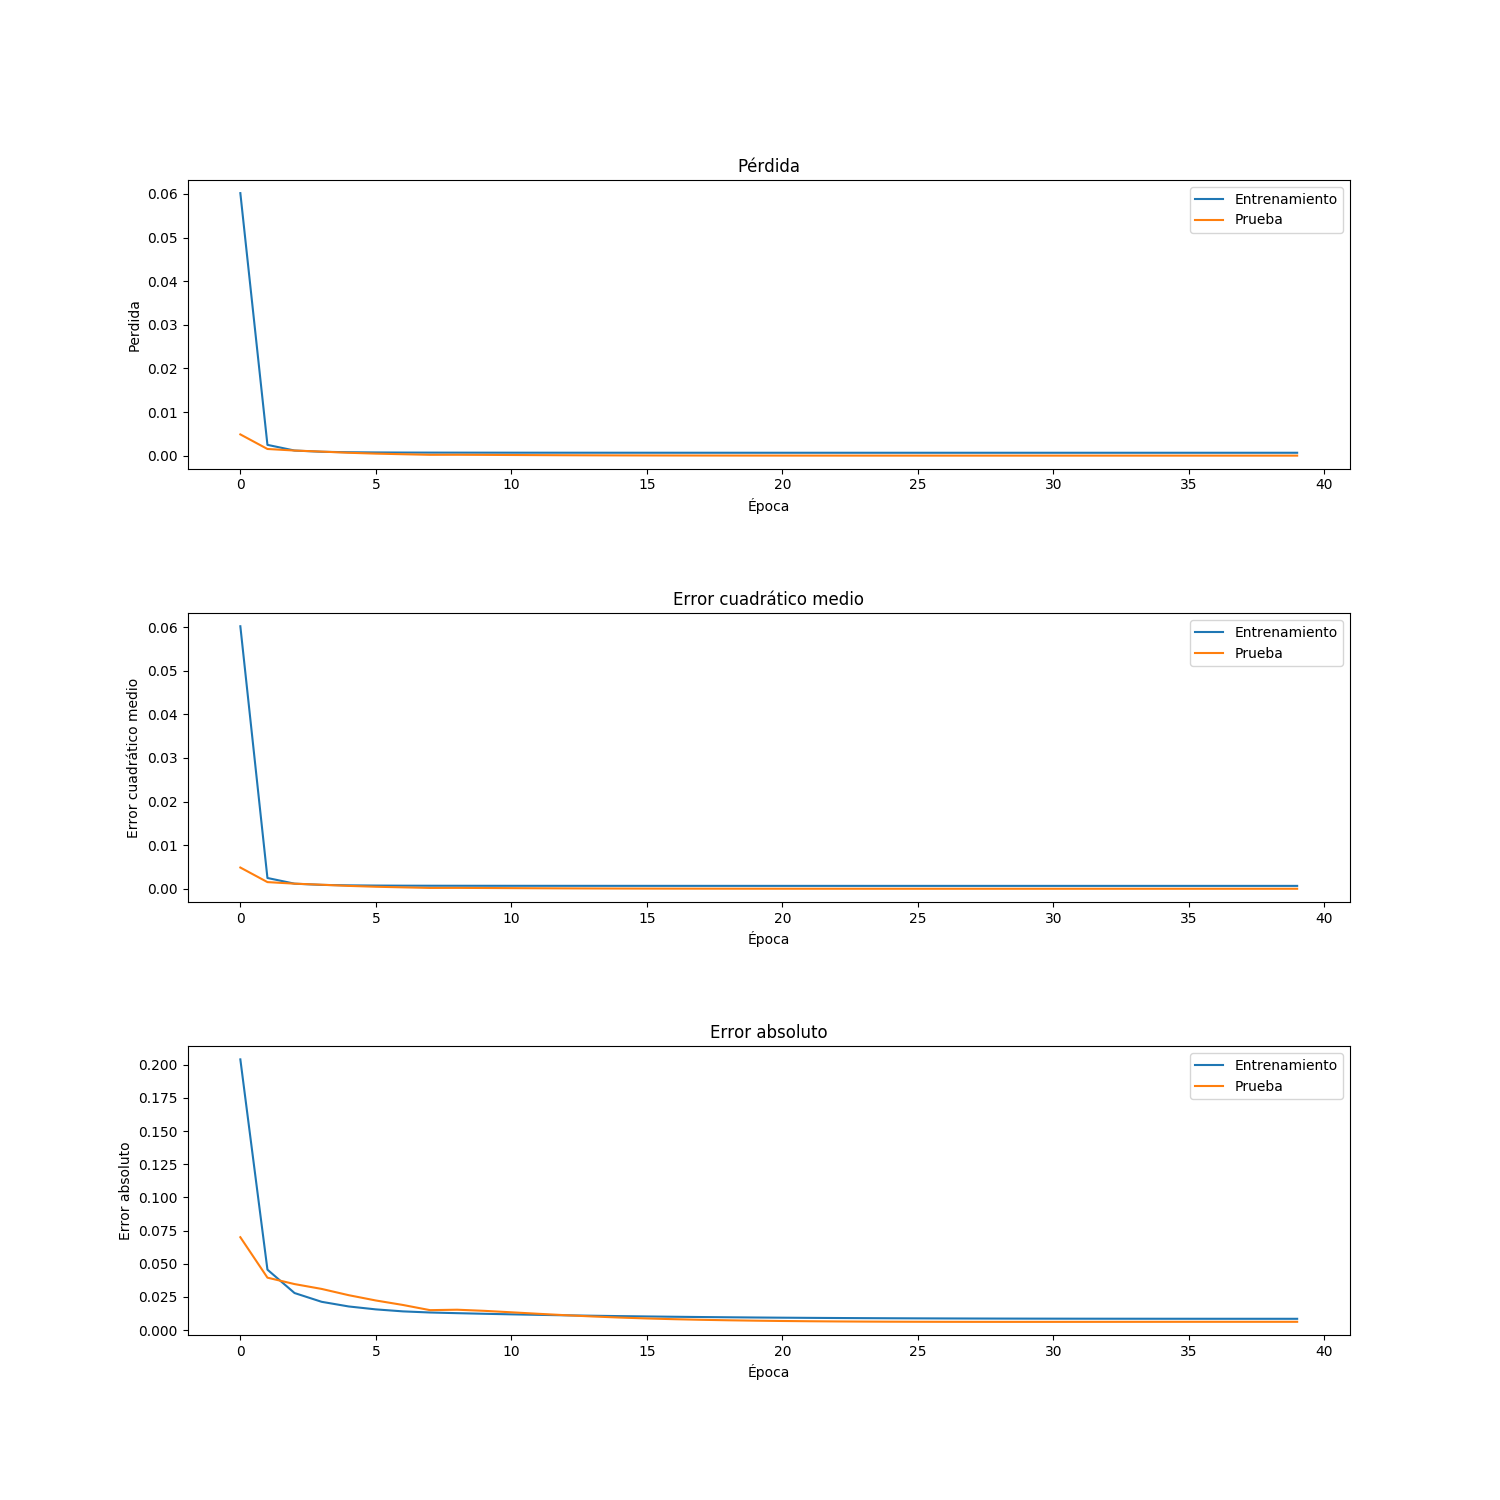 Pérdida
Perdida
0.06
0.05
0.04
0.03
0.02
0.01
0.00
Entrenamiento
Prueba
0 5 10 15 20 25 30 35 40
Época
Error cuadrático medio
Error cuadrático medio
0.06
0.05
0.04
0.03
0.02
0.01
0.00
Entrenamiento
Prueba
0 5 10 15 20 25 30 35 40
Época
Error absoluto
Error absoluto
0.200
0.175
0.150
0.125
0.100
0.075
0.050
0.025
0.000
Entrenamiento
Prueba
0 5 10 15 20 25 30 35 40
Época